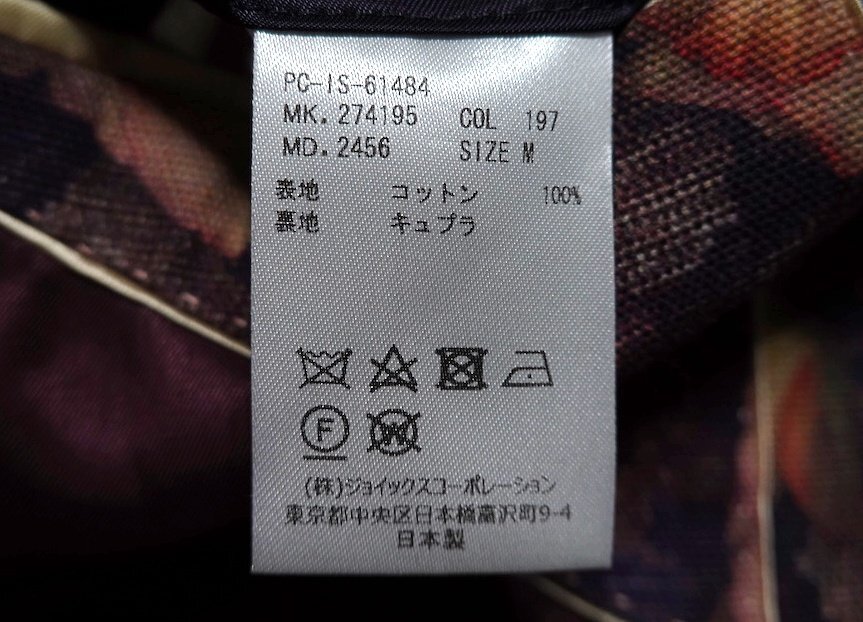 PC-IS-61484
MK. 274195 COL 197
MD. 2456 SIZE M
表地 コットン 100%
裏地 キュプラ
F W
(株)ジョイックスコーポレーション
東京都中央区日本橋富沢町9-4
日本製